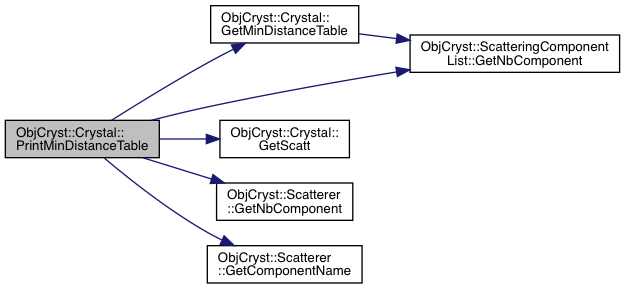 ObjCryst::Crystal::
PrintMinDistanceTable
ObjCryst::Crystal::
GetMinDistanceTable
ObjCryst::ScatteringComponent
List::GetNbComponent
ObjCryst::Crystal::
GetScatt
ObjCryst::Scatterer
::GetNbComponent
ObjCryst::Scatterer
::GetComponentName